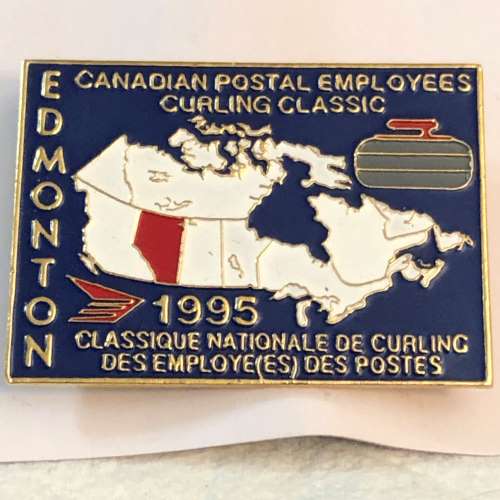 EDMONTON
CANADIAN POSTAL EMPLOYEES
CURLING CLASSIC
1995
CLASSIQUE NATIONALE DE CURLING
DES EMPLOYE(ES) DES POSTES